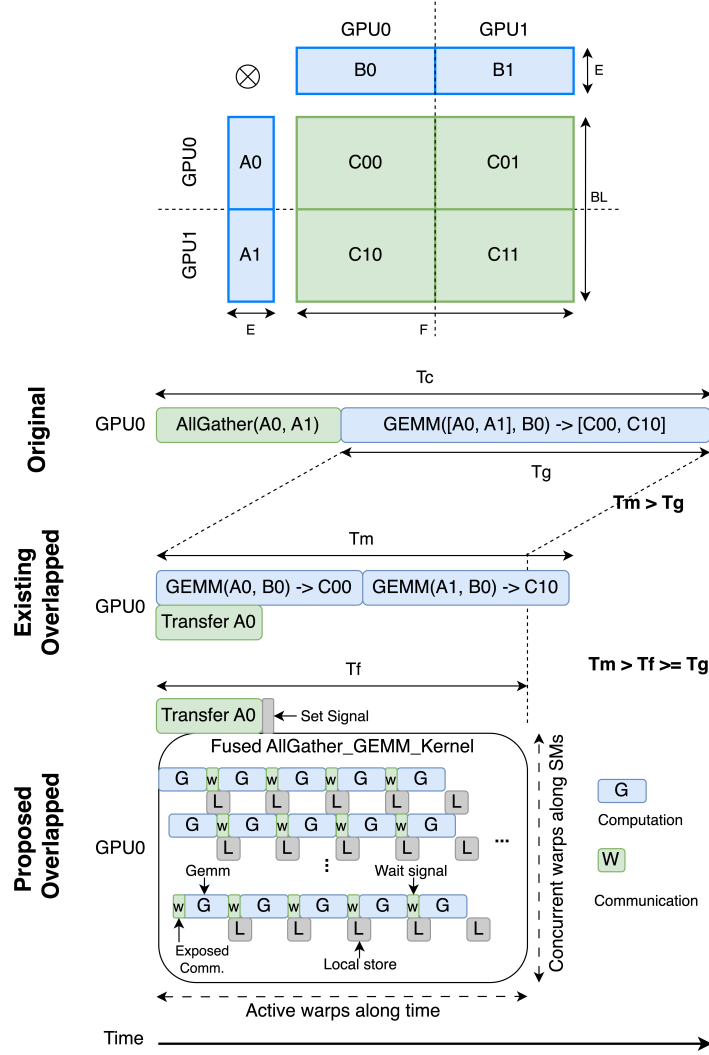 GPU0 GPU1
B0 B1
E
GPU0
A0
C00 C01
BL
GPU1
A1
C10 C11
E
F
Original
Tc
GPU0
AllGather(A0, A1)
GEMM([A0, A1], B0) -> [C00, C10]
Tg
Tm > Tg
Existing
Overlapped
Tm
GPU0
GEMM(A0, B0) -> C00
GEMM(A1, B0) -> C10
Transfer A0
Tm > Tf >= Tg
Tf
Proposed
Overlapped
GPU0
Transfer A0
Set Signal
Fused AllGather_GEMM_Kernel
G w G w G w G w G
L L L L L
G w G w G w G w G
L L L L L
...
⋮
Gemm
Wait signal
w G w G w G w G w G
L L L L L
Exposed
Comm.
Local store
Concurrent warps along SMs
G
Computation
W
Communication
Active warps along time
Time